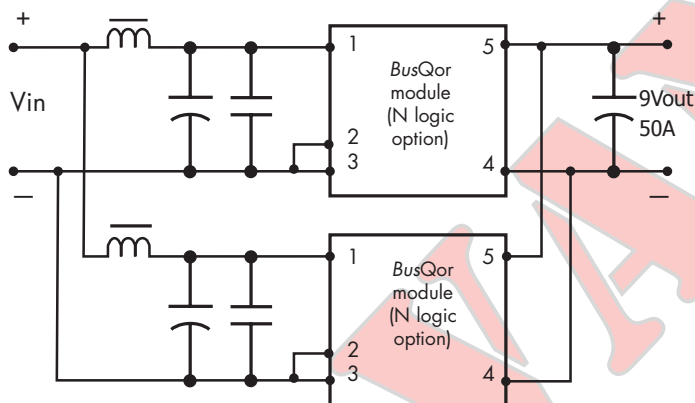 +
+
1
5
BusQor
module
(N logic
option)
Vin
9Vout
50A
2
3
4
—
—
1
5
BusQor
module
(N logic
option)
2
3
4
VA